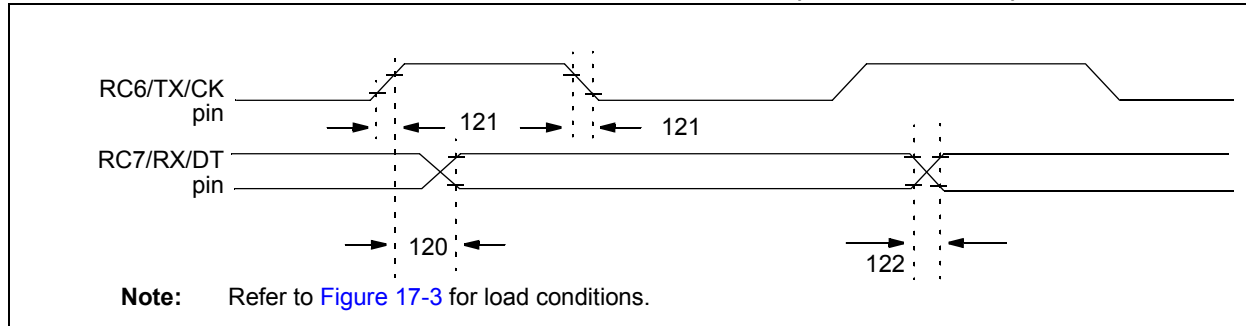 RC6/TX/CK
pin
121
121
RC7/RX/DT
pin
120
122
Note: Refer to Figure 17-3 for load conditions.